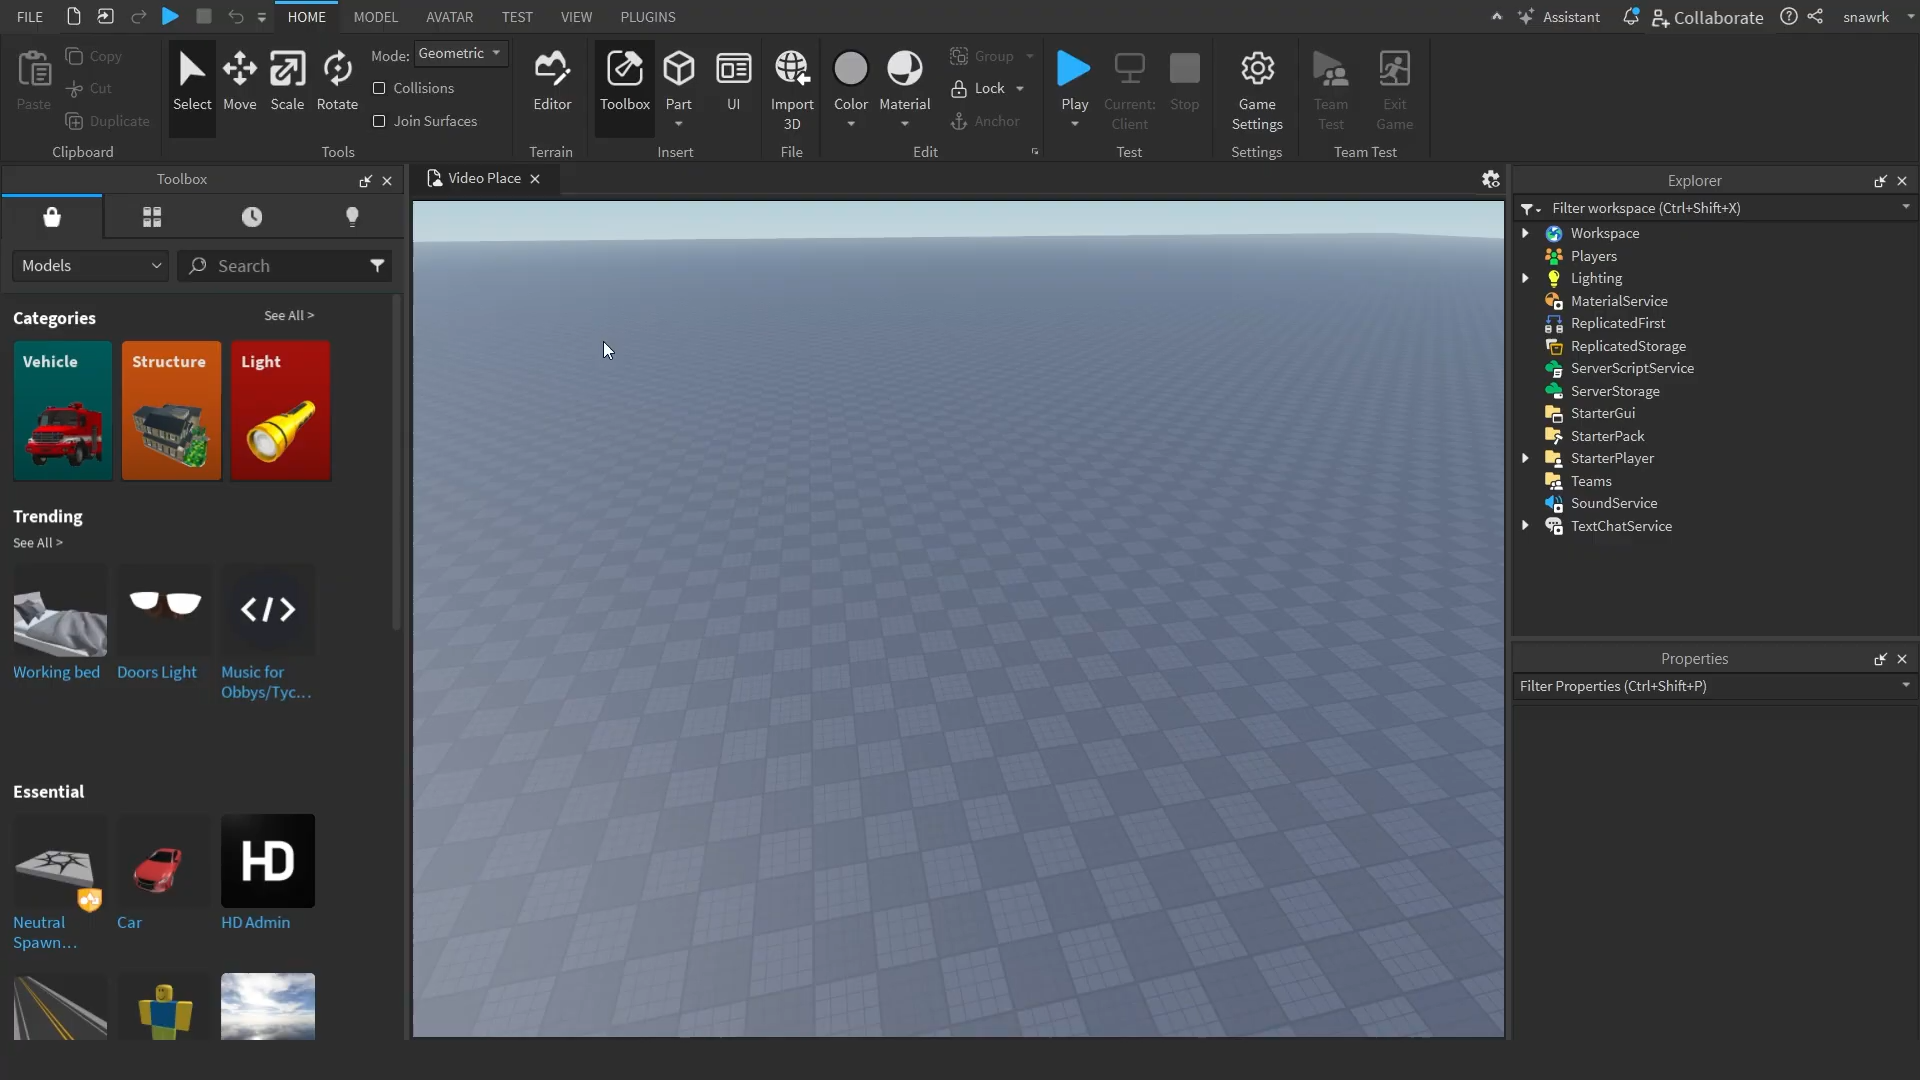 FILE HOME MODEL AVATAR TEST VIEW PLUGINS Assistant Collaborate snawrk
Paste Copy Cut Duplicate
Clipboard
Select Move Scale Rotate
Mode: Geometric
Collisions
Join Surfaces
Tools
Editor
Terrain
Toolbox Part UI
Insert
Import
3D
File
Color Material
Group
Lock
Anchor
Edit
Play Current:
Client
Stop
Test
Game
Settings
Settings
Team
Test
Exit
Game
Team Test
Toolbox
Models Search
Categories See All >
Vehicle Structure Light
Trending
See All >
Working bed Doors Light Music for
Obbys/Tyc...
Essential
HD
Neutral
Spawn...
Car HD Admin
Video Place
Explorer
Filter workspace (Ctrl+Shift+X)
Workspace
Players
Lighting
MaterialService
ReplicatedFirst
ReplicatedStorage
ServerScriptService
ServerStorage
StarterGui
StarterPack
StarterPlayer
Teams
SoundService
TextChatService
Properties
Filter Properties (Ctrl+Shift+P)